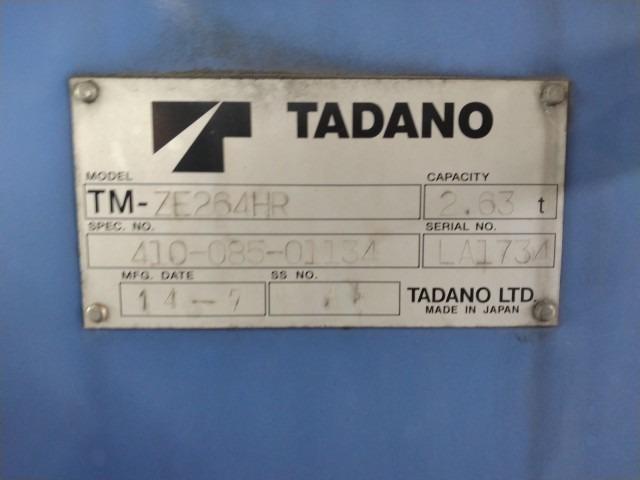 TADANO
MODEL CAPACITY
TM-ZE264HR 2.63 t
SPEC. NO. SERIAL NO.
410-085-01134 LA1734
MFG. DATE SS NO.
14-7
TADANO LTD.
MADE IN JAPAN